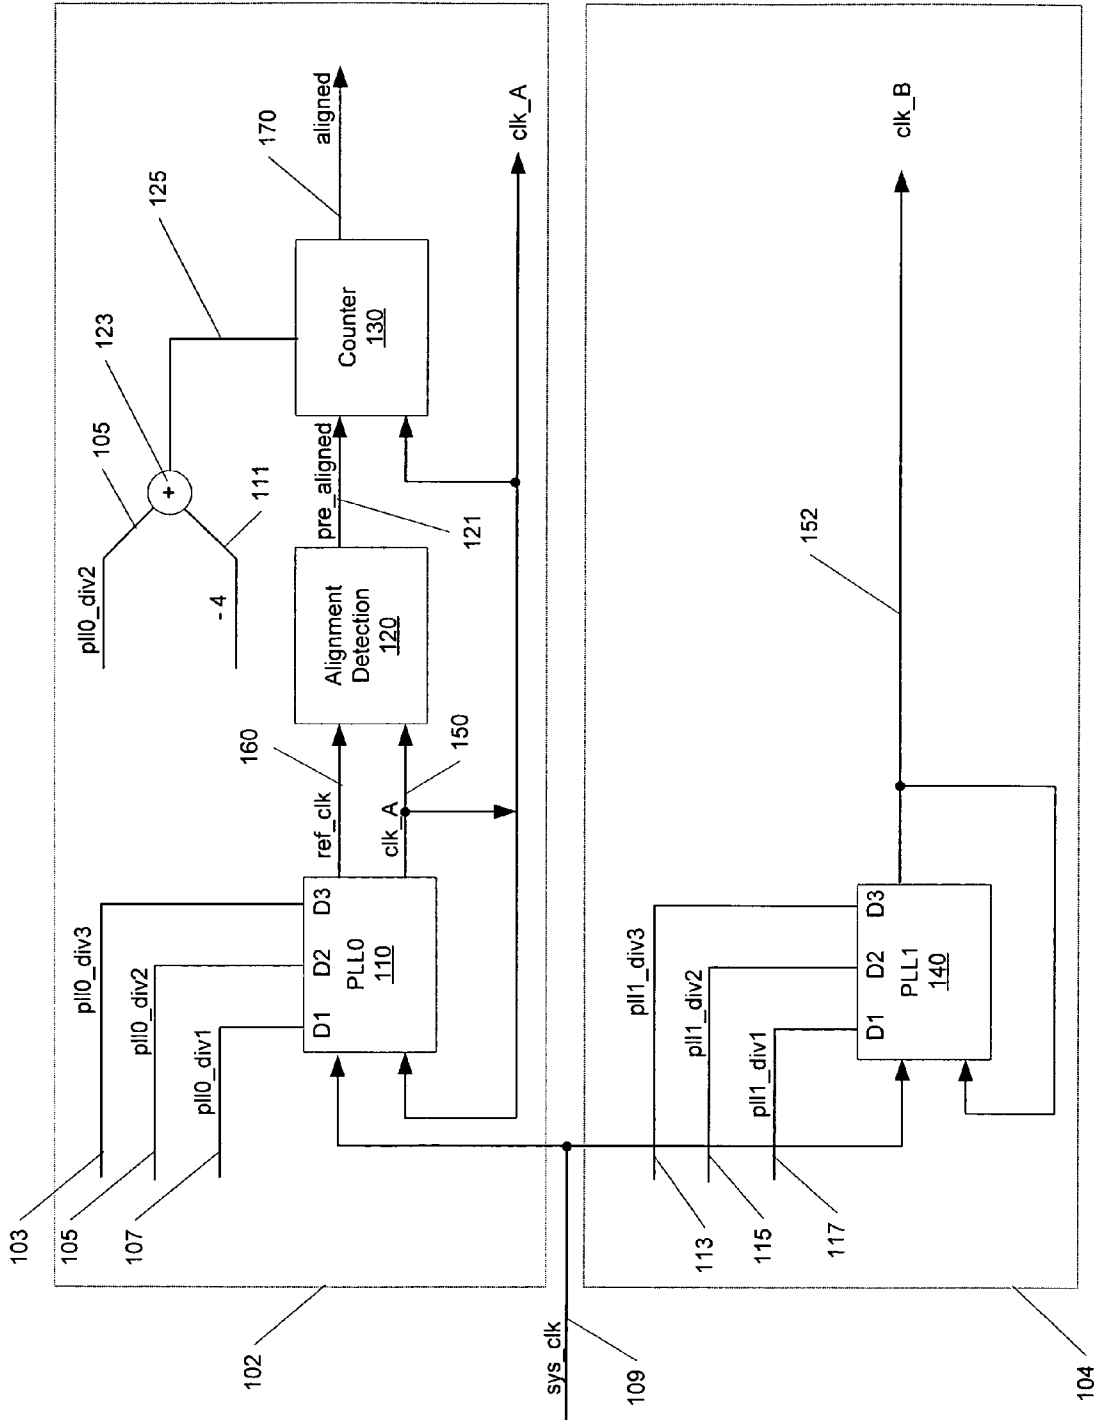 103
pll0_div3
105
pll0_div2
107
pll0_div1
D1
D2
D3
PLL0
110
ref_clk
160
clk_A
150
Alignment
Detection
120
pll0_div2
- 4
105
111
+
123
125
pre_aligned
121
Counter
130
170
aligned
clk_A
102
sys_clk
109
113
pll1_div3
115
pll1_div2
117
pll1_div1
D1
D2
D3
PLL1
140
152
clk_B
104